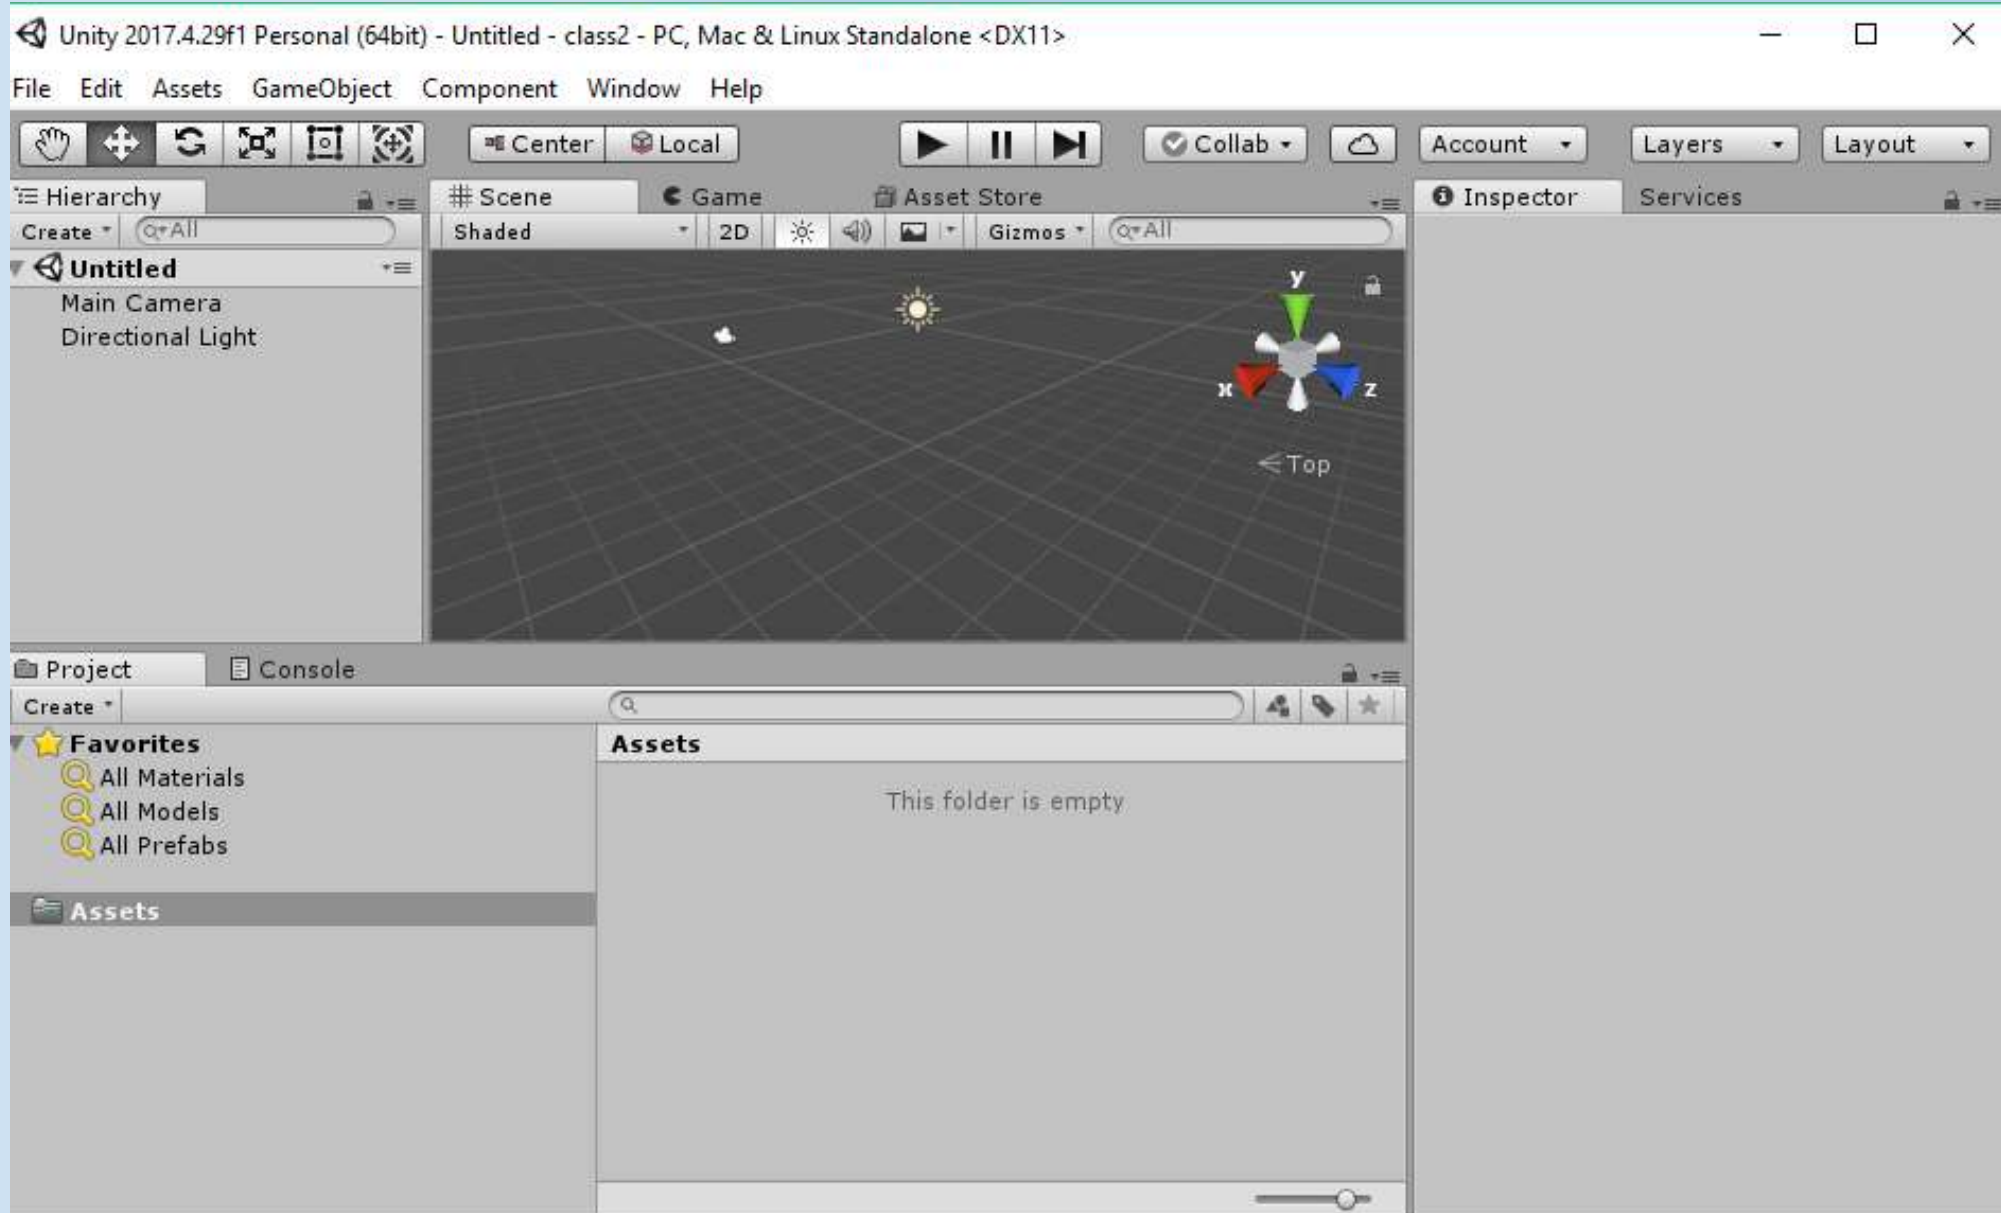 Unity 2017.4.29f1 Personal (64bit) - Untitled - class2 - PC, Mac & Linux Standalone <DX11>
File Edit Assets GameObject Component Window Help
Center Local Collab Account Layers Layout
Hierarchy Scene Game Asset Store Inspector Services
Create All Shaded 2D Gizmos All
Untitled
Main Camera
Directional Light
y
x z
Top
Project Console
Create
Favorites Assets
All Materials
This folder is empty
All Models
All Prefabs
Assets